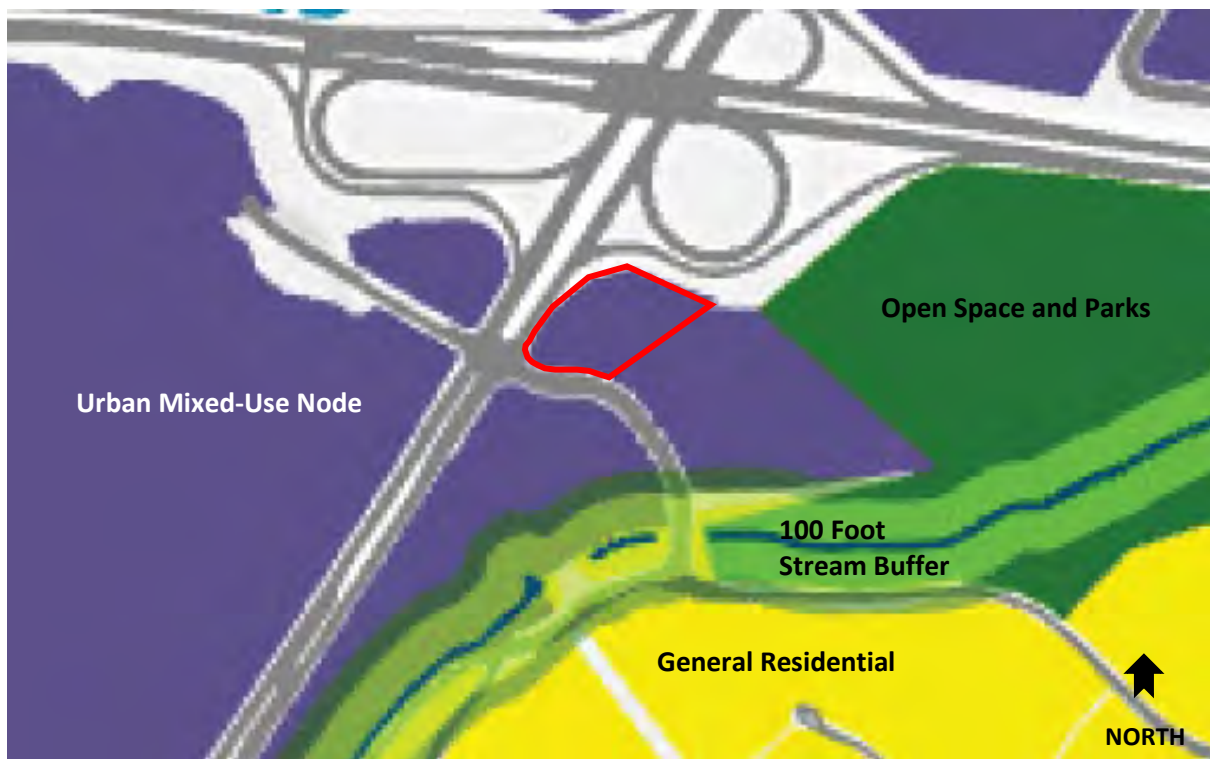 Open Space and Parks
Urban Mixed-Use Node
100 Foot
Stream Buffer
General Residential
NORTH